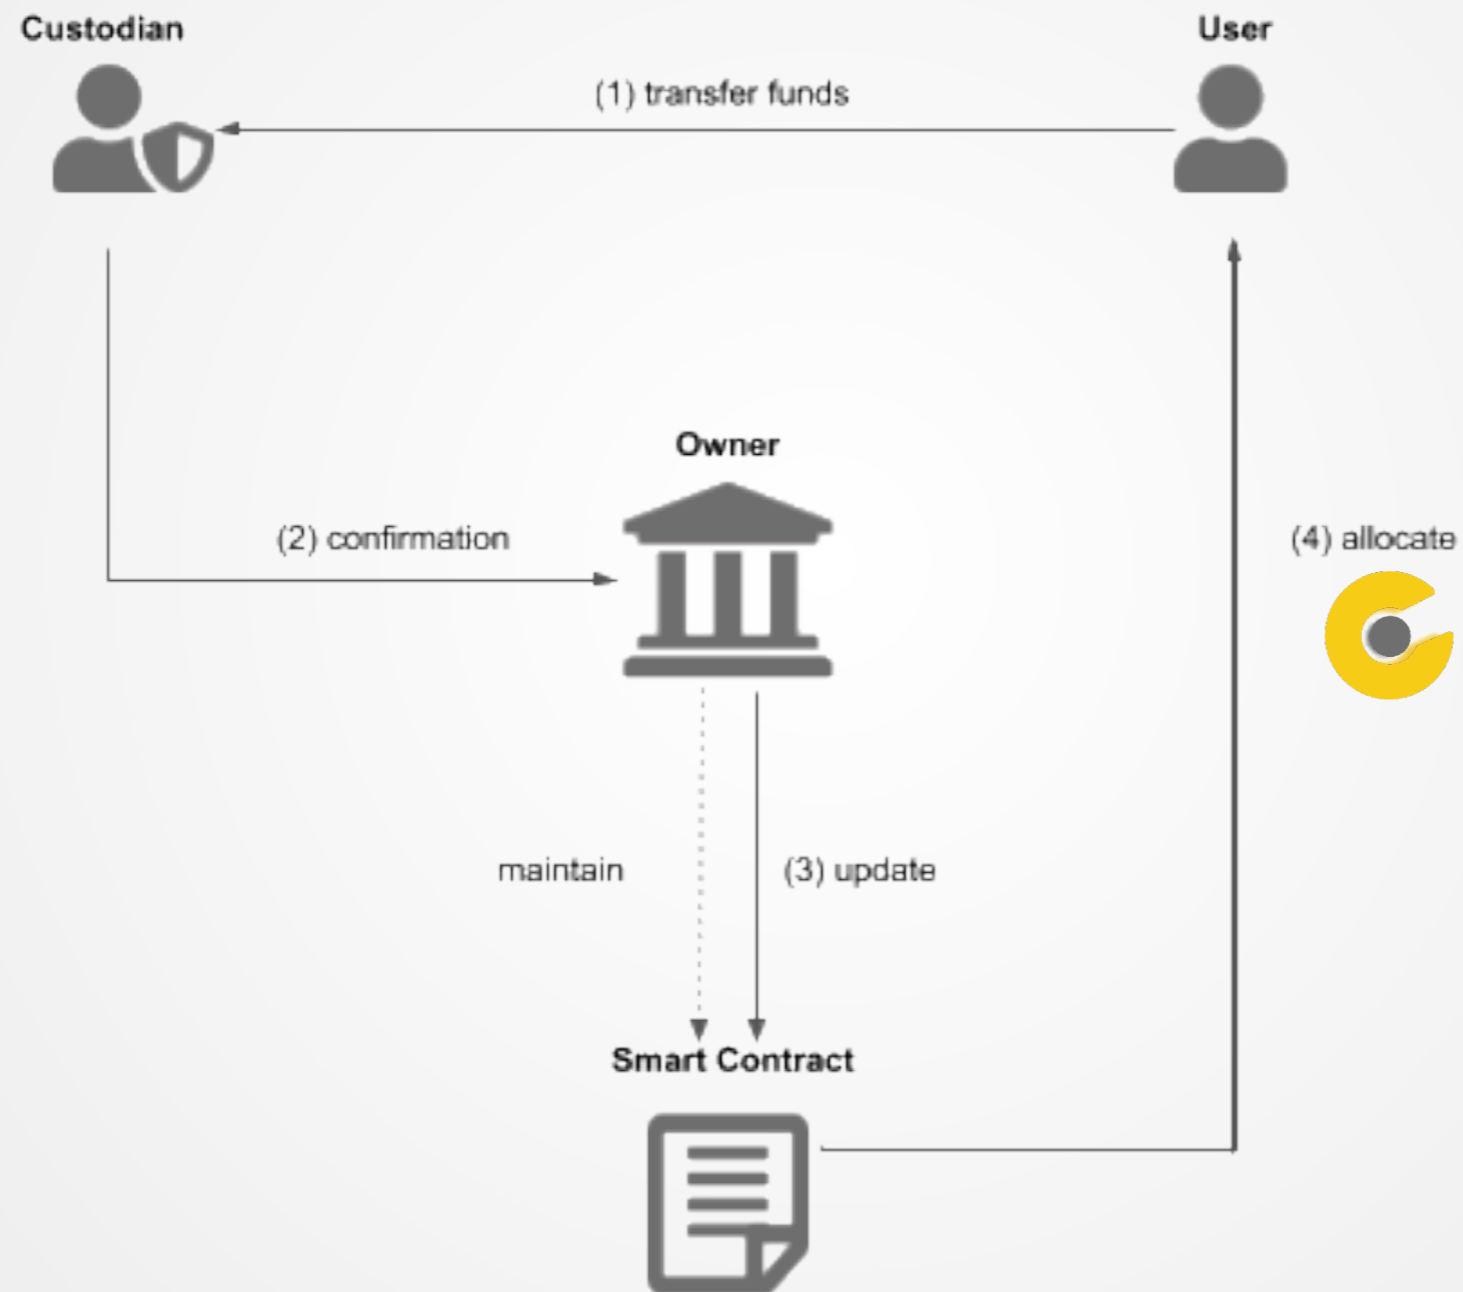 Custodian
User
(1) transfer funds
Owner
(2) confirmation
(4) allocate
maintain
(3) update
Smart Contract